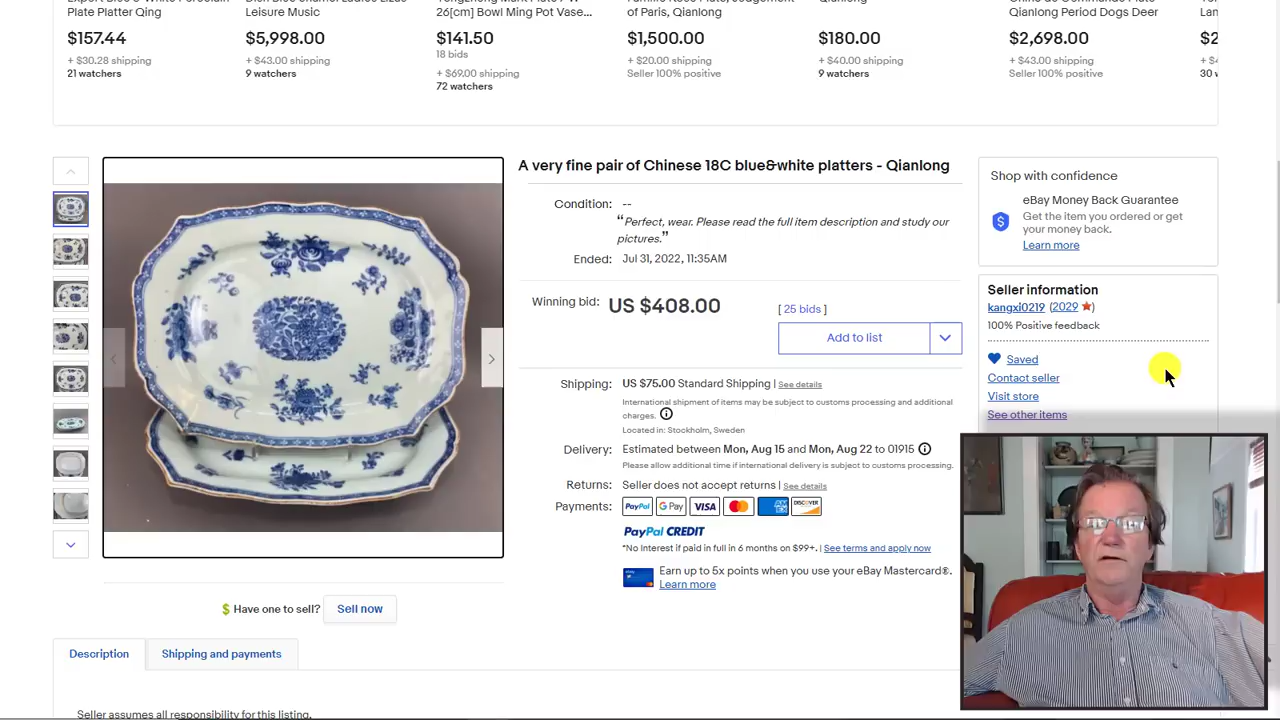 Plate Platter Qing
Leisure Music
26[cm] Bowl Ming Pot Vase...
of Paris, Qianlong
Qianlong
Qianlong Period Dogs Deer
$157.44
$5,998.00
$141.50
$1,500.00
$180.00
$2,698.00
$2
18 bids
+ $30.28 shipping
+ $43.00 shipping
+ $69.00 shipping
+ $20.00 shipping
+ $40.00 shipping
+ $43.00 shipping
21 watchers
9 watchers
72 watchers
Seller 100% positive
9 watchers
Seller 100% positive
A very fine pair of Chinese 18C blue&white platters - Qianlong
Condition: --
“Perfect, wear. Please read the full item description and study our
pictures.”
Ended: Jul 31, 2022, 11:35AM
Winning bid: US $408.00 [ 25 bids ]
Add to list
Shipping: US $75.00 Standard Shipping | See details
International shipment of items may be subject to customs processing and additional
charges.
Located in: Stockholm, Sweden
Delivery: Estimated between Mon, Aug 15 and Mon, Aug 22 to 01915
Please allow additional time if international delivery is subject to customs processing.
Returns: Seller does not accept returns | See details
Payments: PayPal G Pay VISA DISCOVER
PayPal CREDIT
*No Interest if paid in full in 6 months on $99+. | See terms and apply now
Earn up to 5x points when you use your eBay Mastercard®.
Learn more
Shop with confidence
eBay Money Back Guarantee
Get the item you ordered or get
your money back.
Learn more
Seller information
kangxi0219 (2029 ★)
100% Positive feedback
Saved
Contact seller
Visit store
See other items
$ Have one to sell? Sell now
Description
Shipping and payments
Seller assumes all responsibility for this listing.